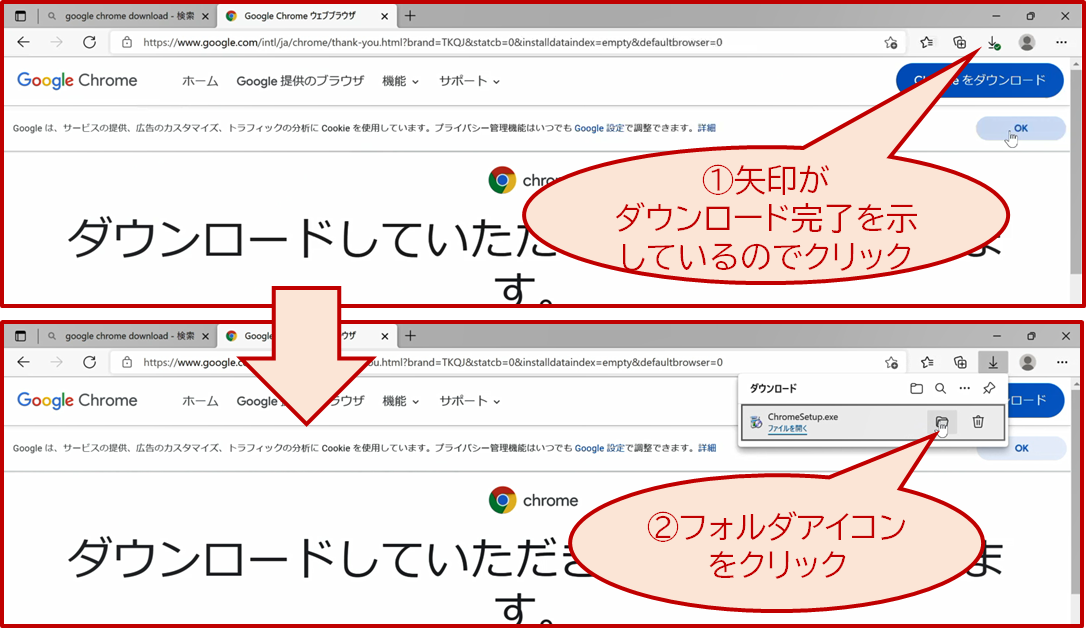 google chrome download - 検索
Google Chrome ウェブブラウザ
https://www.google.com/intl/ja/chrome/thank-you.html?brand=TKQJ&statcb=0&installdataindex=empty&defaultbrowser=0
Google Chrome
ホーム
Google 提供のブラウザ
機能
サポート
をダウンロード
Google は、サービスの提供、広告のカスタマイズ、トラフィックの分析に Cookie を使用しています。プライバシー管理機能はいつでも Google 設定で調整できます。詳細
OK
chro
ダウンロードしていただ
ま
す。
①矢印が
ダウンロード完了を示
しているのでクリック
google chrome download - 検索
Goog
ウザ
https://www.google.c
ou.html?brand=TKQJ&statcb=0&installdataindex=empty&defaultbrowser=0
Google Chrome
ホーム
Google
ラウザ
機能
サポート
ロード
ダウンロード
ChromeSetup.exe
ファイルを開く
Google は、サービスの提供、広告のカスタマイズ、トラフィックの分析に Cookie を使用しています。プライバシー管理機能はいつでも Google 設定で調整できます。詳細
OK
chrome
ダウンロードしていただき
ま
す。
②フォルダアイコン
をクリック